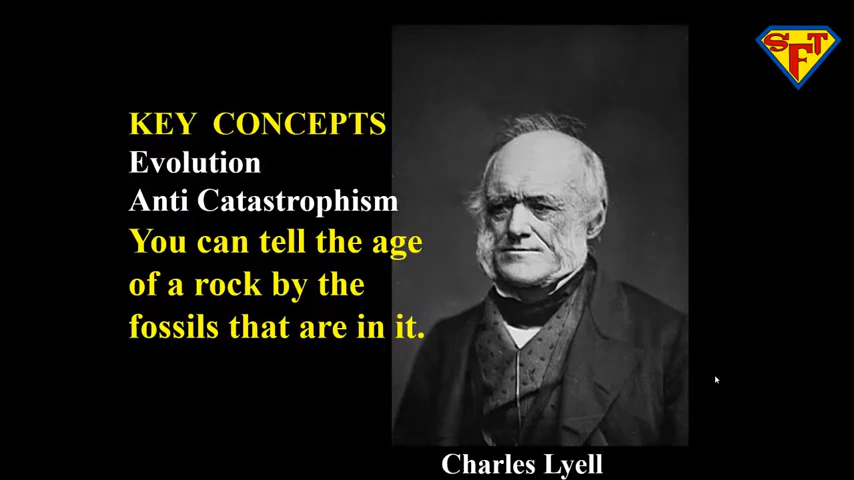 SFT
KEY CONCEPTS
Evolution
Anti Catastrophism
You can tell the age
of a rock by the
fossils that are in it.
Charles Lyell